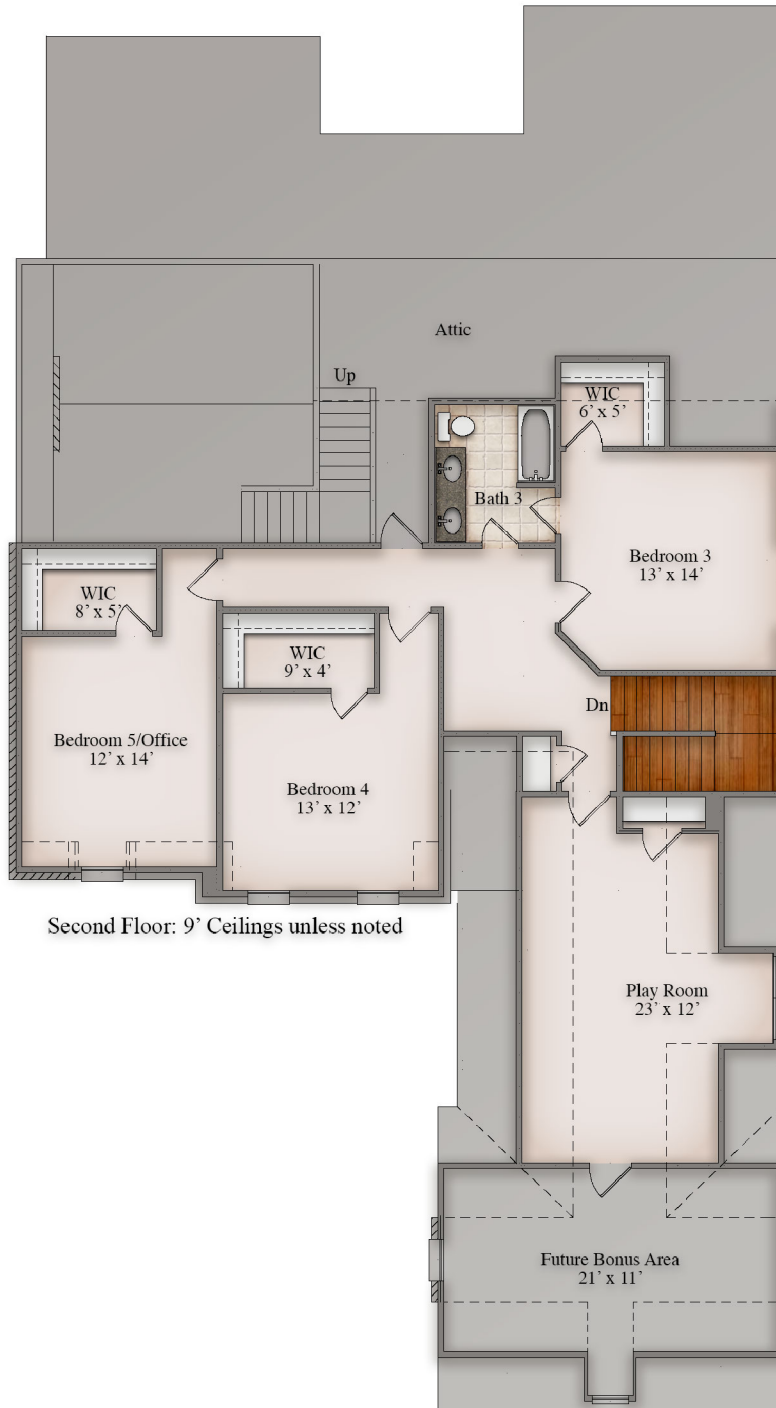 Attic
Up
WIC
6’ x 5’
Bath 3
Bedroom 3
13’ x 14’
WIC
8’ x 5’
WIC
9’ x 4’
Dn
Bedroom 5/Office
12’ x 14’
Bedroom 4
13’ x 12’
Second Floor: 9’ Ceilings unless noted
Play Room
23’ x 12’
Future Bonus Area
21’ x 11’